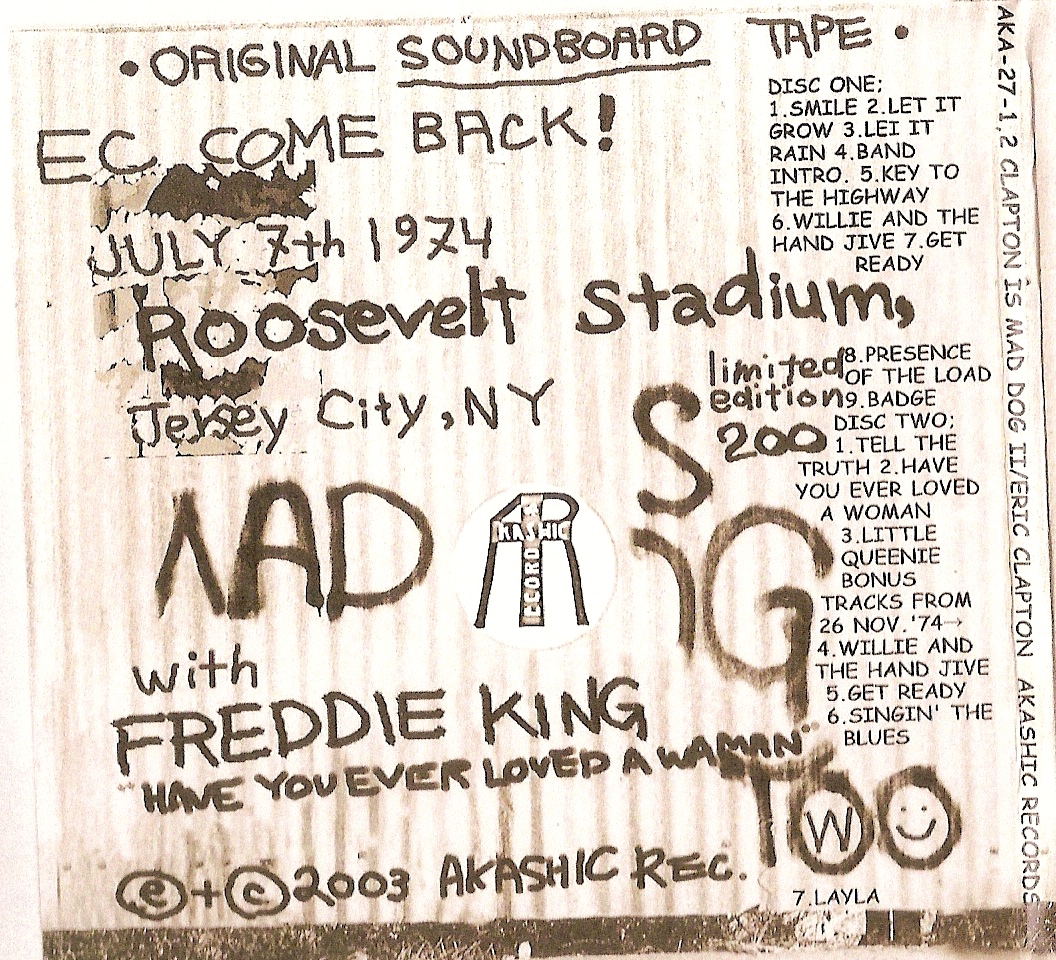 • ORIGINAL SOUNDBOARD TAPE •
EC COME BACK!
JULY 7th 1974
Roosevelt Stadium,
Jersey City, NY
limited
edition
200
MAD
AKASHIC
RECORDS
with
FREDDIE KING
"HAVE YOU EVER LOVED A WAMAN"
TWO
e + c 2003 AKASHIC REC.
DISC ONE;
1.SMILE 2.LET IT
GROW 3.LEI IT
RAIN 4.BAND
INTRO. 5.KEY TO
THE HIGHWAY
6.WILLIE AND THE
HAND JIVE 7.GET
READY
8.PRESENCE
OF THE LOAD
9.BADGE
DISC TWO;
1.TELL THE
TRUTH 2.HAVE
YOU EVER LOVED
A WOMAN
3.LITTLE
QUEENIE
BONUS
TRACKS FROM
26 NOV.'74→
4.WILLIE AND
THE HAND JIVE
5.GET READY
6.SINGIN' THE
BLUES
7.LAYLA
AKA-27-1,2 CLAPTON IS MAD DOG II/ERIC CLAPTON AKASHIC RECORDS